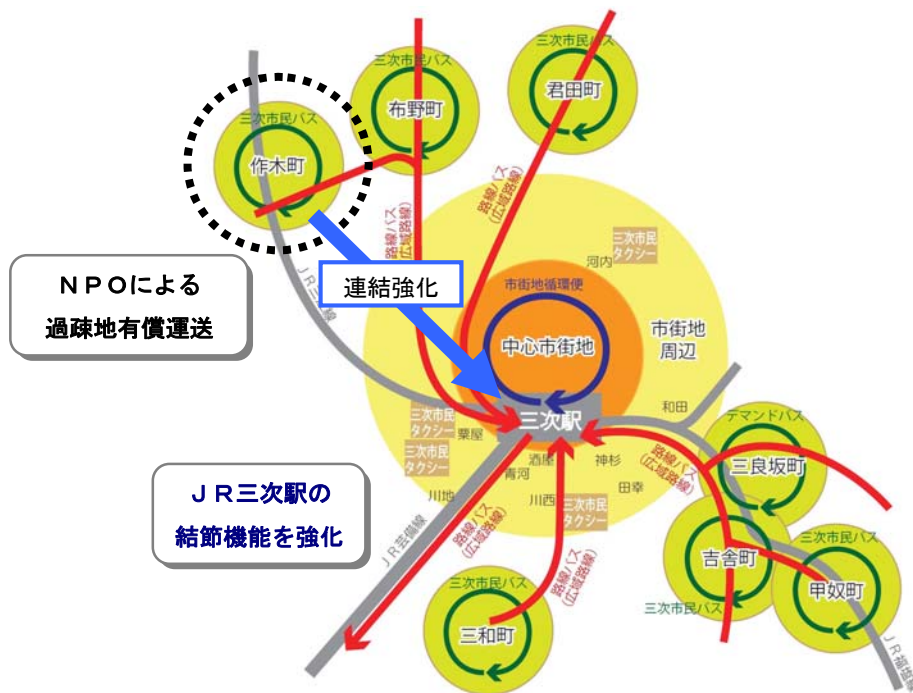 三次市民バス
布野町
三次市民バス
君田町
三次市民バス
作木町
路線バス
(広域路線)
路線バス
(広域路線)
三次市民
タクシー
河内
ＮＰＯによる
過疎地有償運送
連結強化
市街地循環便
中心市街地
市街地
周辺
和田
三次駅
三次市民
タクシー
粟屋
三次市民
タクシー
川地
青河
酒屋
川西
神杉
田幸
三次市民
タクシー
路線バス
(広域路線)
デマンドバス
三良坂町
ＪＲ三次駅の
結節機能を強化
ＪＲ芸備線
路線バス
(広域路線)
路線バス
(広域路線)
吉舎町
三次市民バス
三次市民バス
甲奴町
三次市民バス
三和町